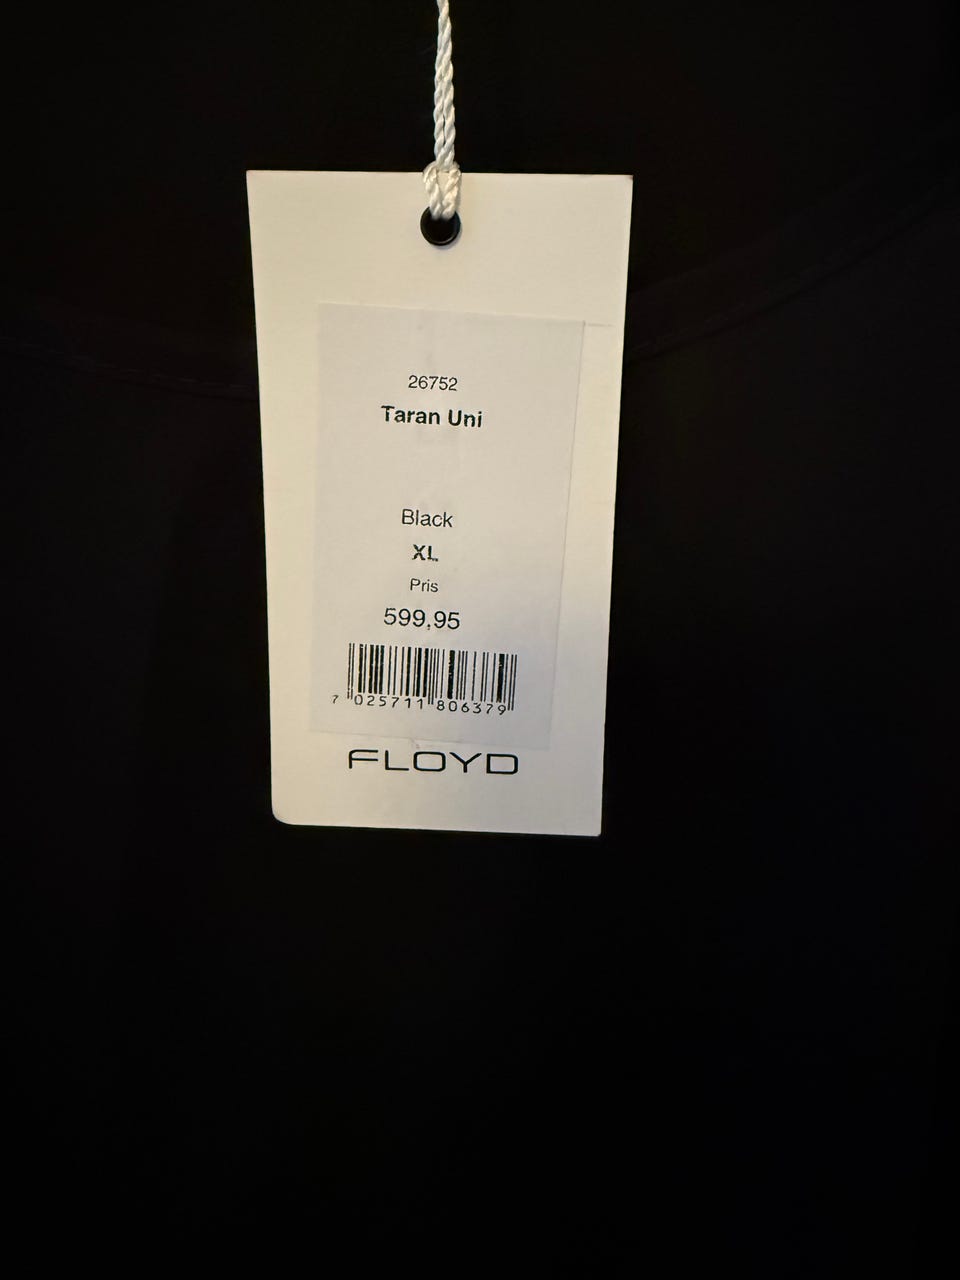 26752
Taran Uni
Black
XL
Pris
599,95
7 025711 806379
FLOYD